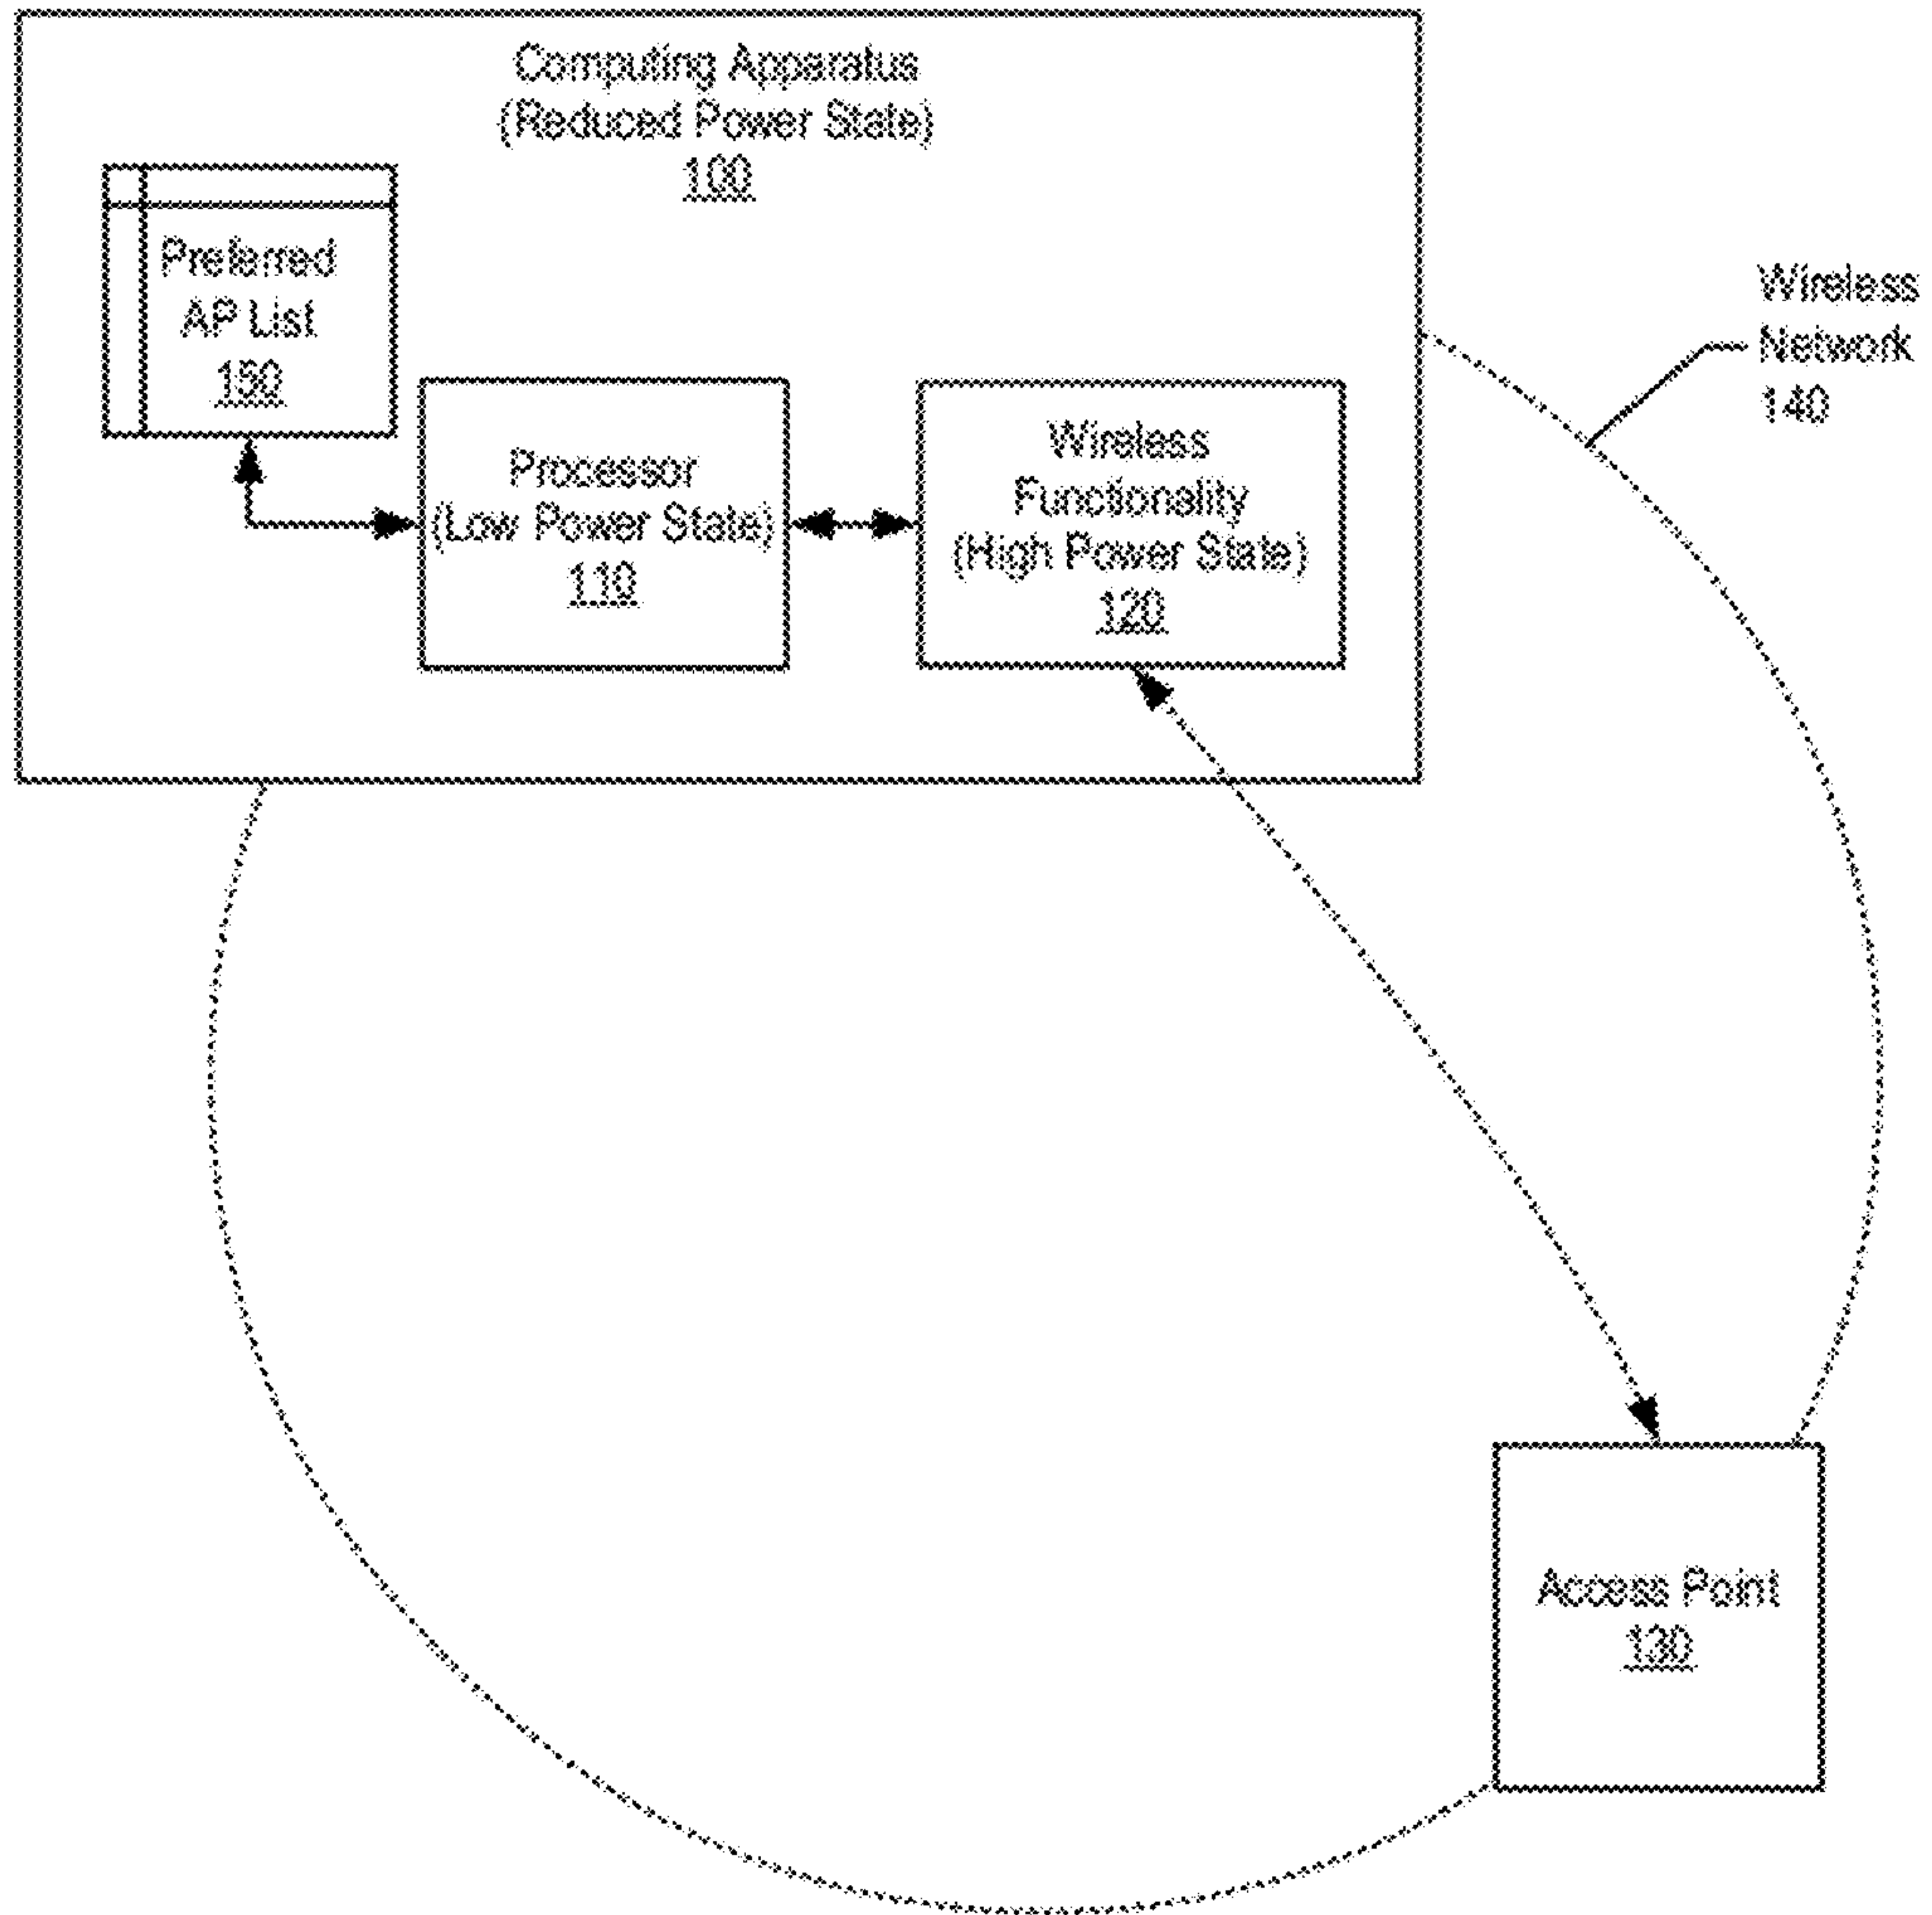 Computing Apparatus
(Reduced Power State)
100
Preferred
AP List
150
Processor
(Low Power State)
110
Wireless
Functionality
(High Power State)
120
Wireless
Network
140
Access Point
130